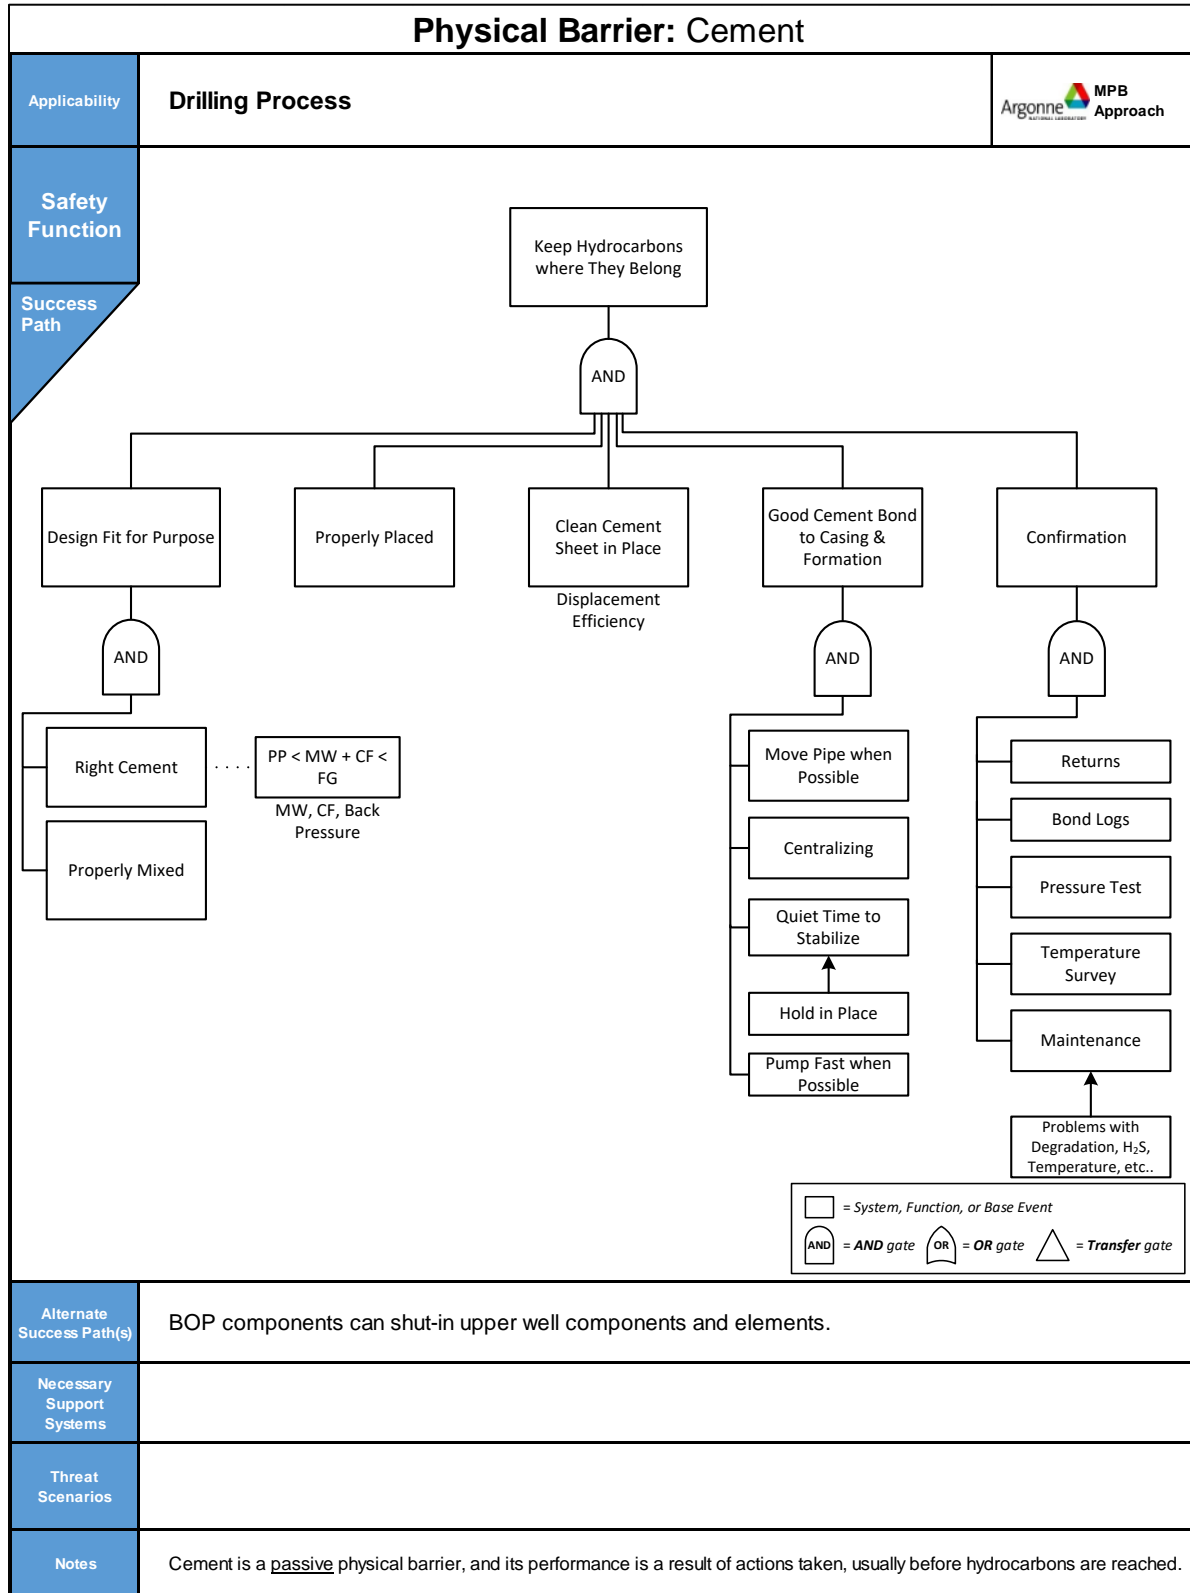 Physical Barrier: Cement
Applicability
Drilling Process
Argonne
NATIONAL LABORATORY
MPB
Approach
Safety
Function
Success
Path
Keep Hydrocarbons
where They Belong
AND
Design Fit for Purpose
Properly Placed
Clean Cement
Sheet in Place
Displacement
Efficiency
Good Cement Bond
to Casing &
Formation
Confirmation
AND
AND
AND
Right Cement
. . . .
PP < MW + CF <
FG
MW, CF, Back
Pressure
Properly Mixed
Move Pipe when
Possible
Centralizing
Quiet Time to
Stabilize
Hold in Place
Pump Fast when
Possible
Returns
Bond Logs
Pressure Test
Temperature
Survey
Maintenance
Problems with
Degradation, H₂S,
Temperature, etc..
= System, Function, or Base Event
AND = AND gate OR = OR gate = Transfer gate
Alternate
Success Path(s)
BOP components can shut-in upper well components and elements.
Necessary
Support
Systems
Threat
Scenarios
Notes
Cement is a passive physical barrier, and its performance is a result of actions taken, usually before hydrocarbons are reached.